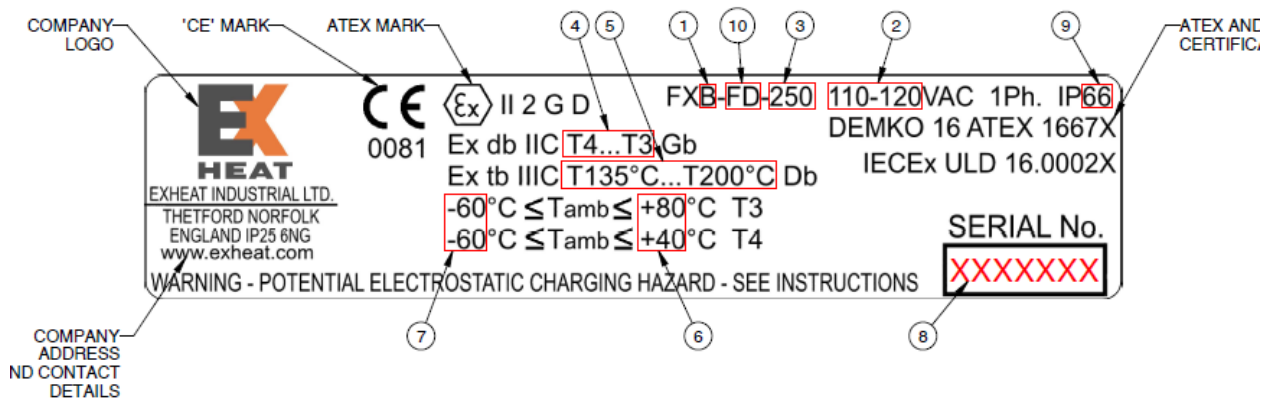 COMPANY LOGO
'CE' MARK
ATEX MARK
4
5
1
10
3
2
9
ATEX AND
CERTIFICA
EX
HEAT
EXHEAT INDUSTRIAL LTD.
THETFORD NORFOLK
ENGLAND IP25 6NG
www.exheat.com
CE
0081
Ex II 2 G D
FXB-FD-250 110-120VAC 1Ph. IP66
DEMKO 16 ATEX 1667X
Ex db IIC T4...T3 Gb
IECEx ULD 16.0002X
Ex tb IIIC T135°C...T200°C Db
-60°C ≤Tamb≤ +80°C T3
-60°C ≤Tamb≤ +40°C T4
SERIAL No.
XXXXXXX
WARNING - POTENTIAL ELECTROSTATIC CHARGING HAZARD - SEE INSTRUCTIONS
COMPANY
ADDRESS
ND CONTACT
DETAILS
7
6
8